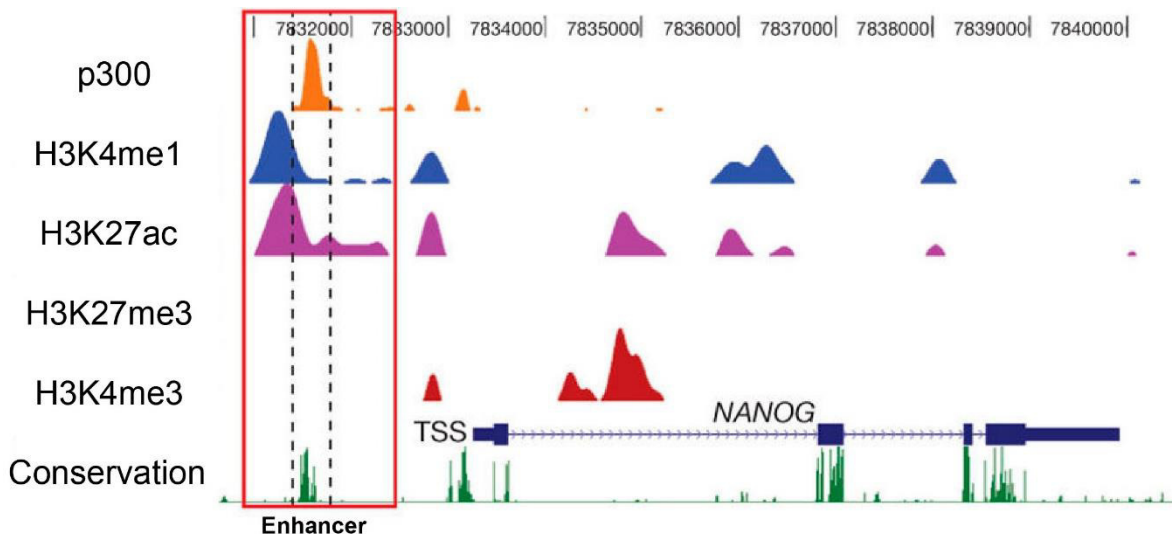 7832000| 7833000| 7834000| 7835000| 7836000| 7837000| 7838000| 7839000| 7840000|
p300
H3K4me1
H3K27ac
H3K27me3
H3K4me3
NANOG
TSS
Conservation
Enhancer